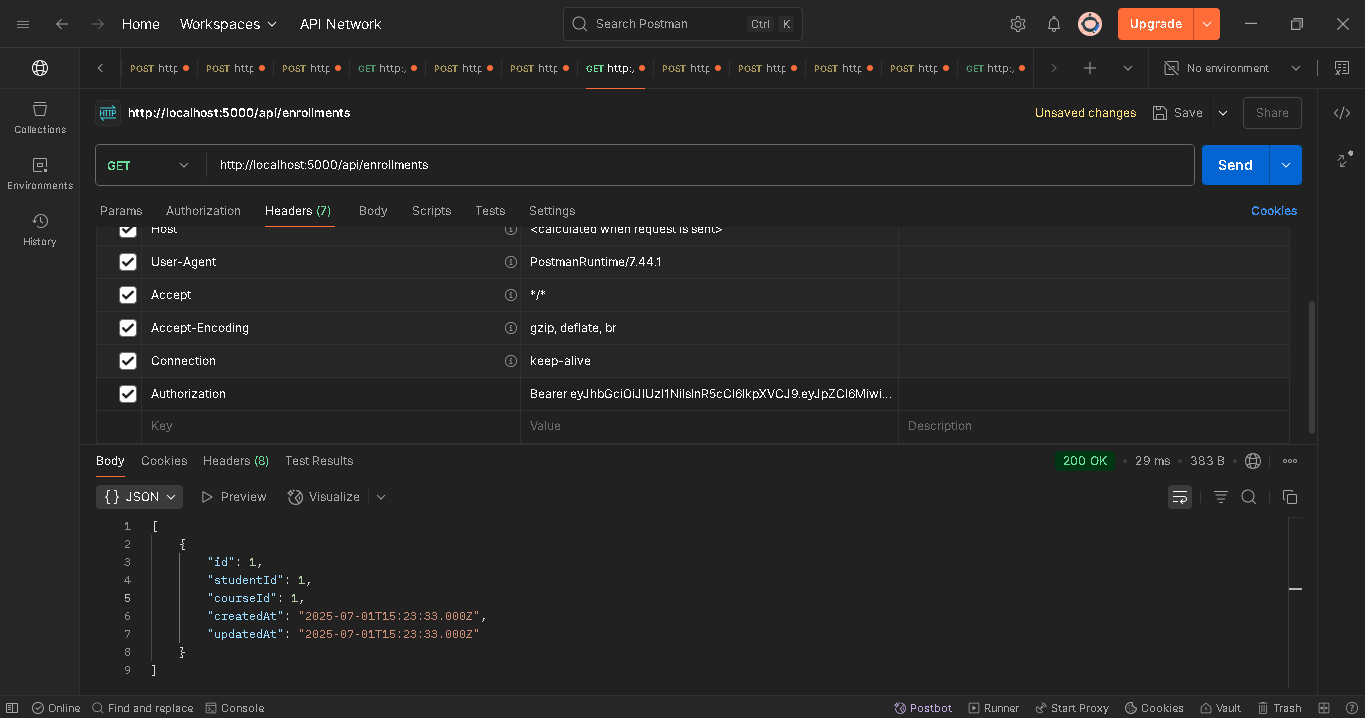 Home Workspaces API Network Search Postman Ctrl K Upgrade
POST http POST http POST http GET http:, POST http POST http GET http:, POST http POST http POST http POST http GET http:, No environment
HTTP http://localhost:5000/api/enrollments Unsaved changes Save Share
Collections
GET http://localhost:5000/api/enrollments Send
Environments
Params Authorization Headers (7) Body Scripts Tests Settings Cookies
History
Host <calculated when request is sent>
User-Agent PostmanRuntime/7.44.1
Accept */*
Accept-Encoding gzip, deflate, br
Connection keep-alive
Authorization Bearer
Key Value Description
Body Cookies Headers (8) Test Results 200 OK • 29 ms • 383 B •
{} JSON Preview Visualize
1 [
2 {
3 "id": 1,
4 "studentId": 1,
5 "courseId": 1,
6 "createdAt": "2025-07-01T15:23:33.000Z",
7 "updatedAt": "2025-07-01T15:23:33.000Z"
8 }
9 ]
Online Find and replace Console Postbot Runner Start Proxy Cookies Vault Trash